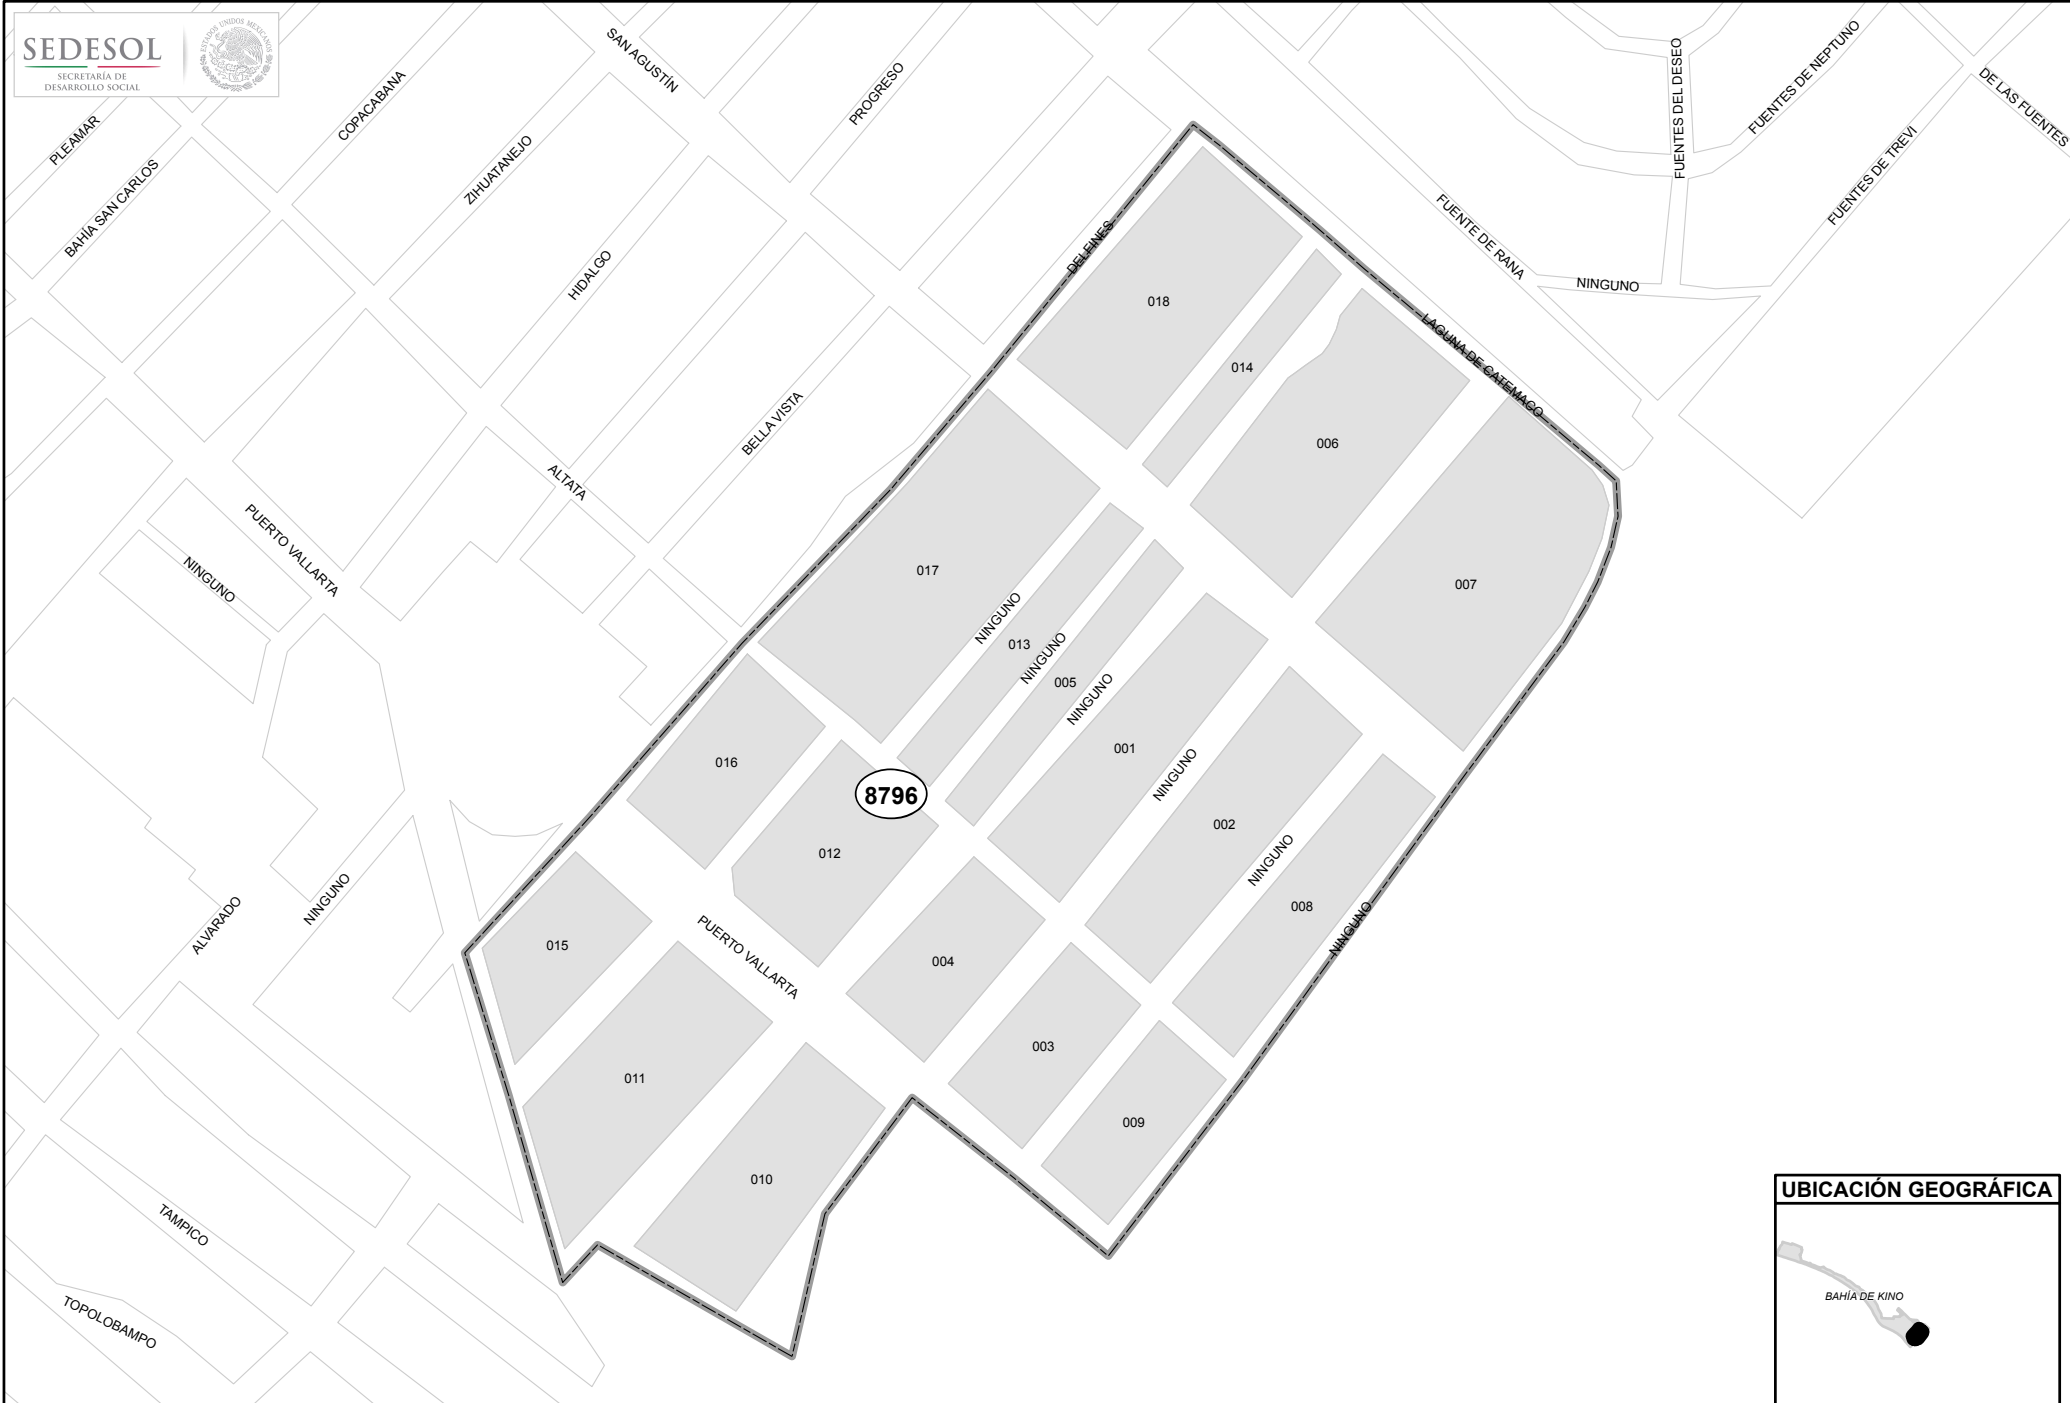 SEDESOL
SECRETARÍA DE
DESARROLLO SOCIAL
ESTADOS UNIDOS MEXICANOS
SAN AGUSTÍN
COPACABANA
PROGRESO
PLEAMAR
ZIHUATANEJO
BAHÍA SAN CARLOS
HIDALGO
DELFINES
FUENTES DEL DESEO
FUENTES DE NEPTUNO
DE LAS FUENTES
FUENTES DE TREVI
FUENTE DE RANA
NINGUNO
LAGUNA DE CATEMACO
018
014
006
007
BELLA VISTA
ALTATA
PUERTO VALLARTA
NINGUNO
017
NINGUNO
013
NINGUNO
005
NINGUNO
001
NINGUNO
016
8796
002
012
NINGUNO
008
NINGUNO
ALVARADO
NINGUNO
015
PUERTO VALLARTA
004
003
011
009
010
TAMPICO
TOPOLOBAMPO
UBICACIÓN GEOGRÁFICA
BAHÍA DE KINO